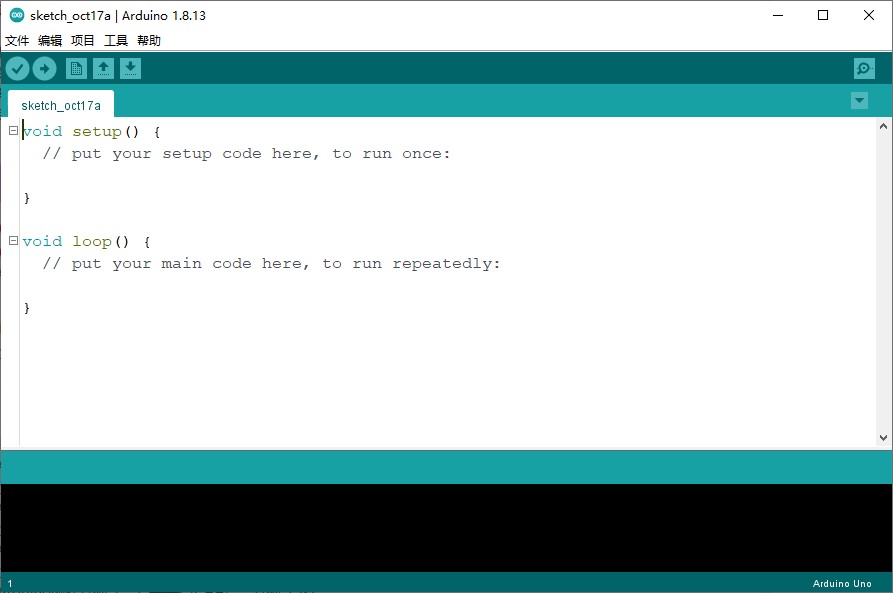 sketch_oct17a | Arduino 1.8.13
文件 编辑 项目 工具 帮助
sketch_oct17a
void setup() {
  // put your setup code here, to run once:
}
void loop() {
  // put your main code here, to run repeatedly:
}
1
Arduino Uno